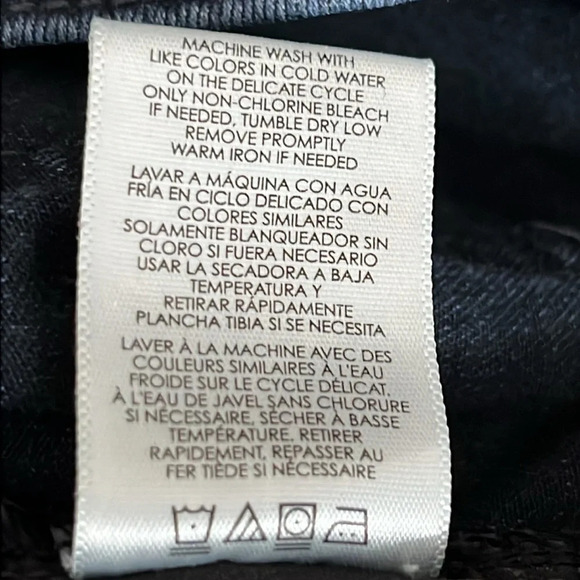 MACHINE WASH WITH
LIKE COLORS IN COLD WATER
ON THE DELICATE CYCLE
ONLY NON-CHLORINE BLEACH
IF NEEDED, TUMBLE DRY LOW
REMOVE PROMPTLY
WARM IRON IF NEEDED
LAVAR A MÁQUINA CON AGUA
FRÍA EN CICLO DELICADO CON
COLORES SIMILARES
SOLAMENTE BLANQUEADOR SIN
CLORO SI FUERA NECESARIO
USAR LA SECADORA A BAJA
TEMPERATURA Y
RETIRAR RÁPIDAMENTE
PLANCHA TIBIA SI SE NECESITA
LAVER À LA MACHINE AVEC DES
COULEURS SIMILAIRES À L'EAU
FROIDE SUR LE CYCLE DÉLICAT.
À L'EAU DE JAVEL SANS CHLORURE
SI NÉCESSAIRE, SÉCHER À BASSE
TEMPÉRATURE. RETIRER
RAPIDEMENT. REPASSER AU
FER TIÈDE SI NÉCESSAIRE